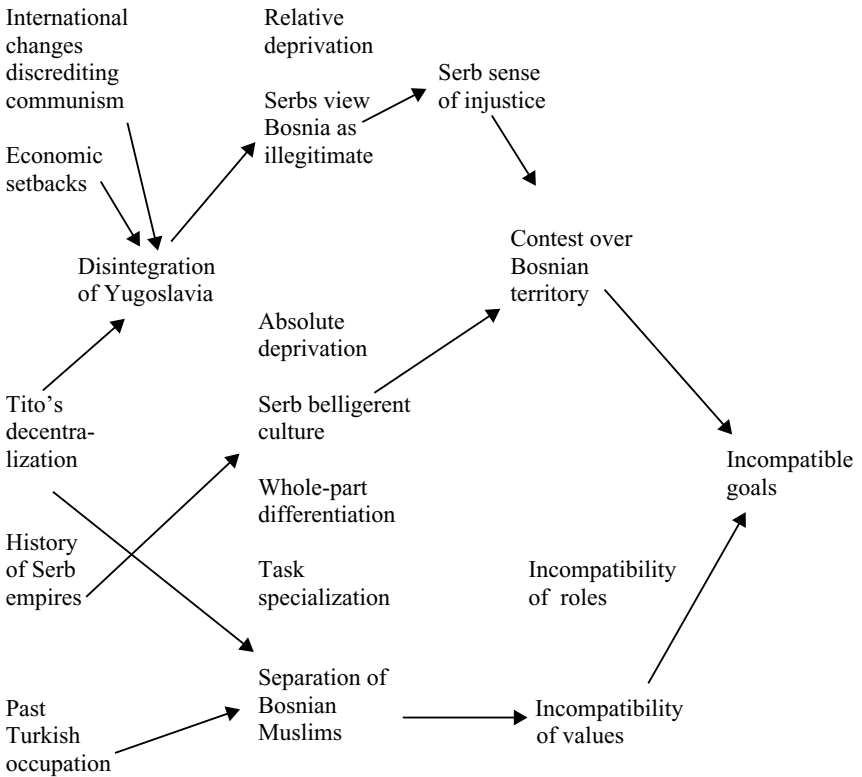 International
changes
discrediting
communism
Relative
deprivation
Serb sense
of injustice
Serbs view
Bosnia as
illegitimate
Economic
setbacks
Contest over
Bosnian
territory
Disintegration
of Yugoslavia
Absolute
deprivation
Tito’s
decentra-
lization
Serb belligerent
culture
Incompatible
goals
Whole-part
differentiation
History
of Serb
empires
Task
specialization
Incompatibility
of roles
Separation of
Bosnian
Muslims
Past
Turkish
occupation
Incompatibility
of values